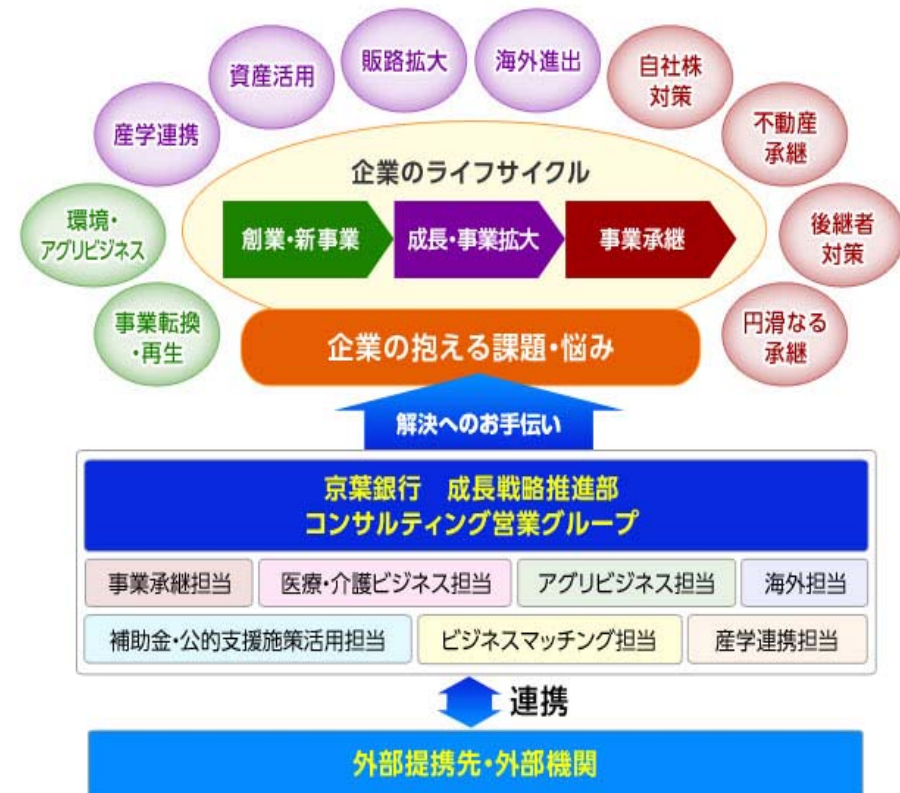 販路拡大
海外進出
資産活用
自社株
対策
産学連携
不動産
承継
企業のライフサイクル
環境・
アグリビジネス
創業・新事業
成長・事業拡大
事業承継
後継者
対策
事業転換
・再生
企業の抱える課題・悩み
円滑なる
承継
解決へのお手伝い
京葉銀行 成長戦略推進部
コンサルティング営業グループ
事業承継担当
医療・介護ビジネス担当
アグリビジネス担当
海外担当
補助金・公的支援施策活用担当
ビジネスマッチング担当
産学連携担当
連携
外部提携先・外部機関